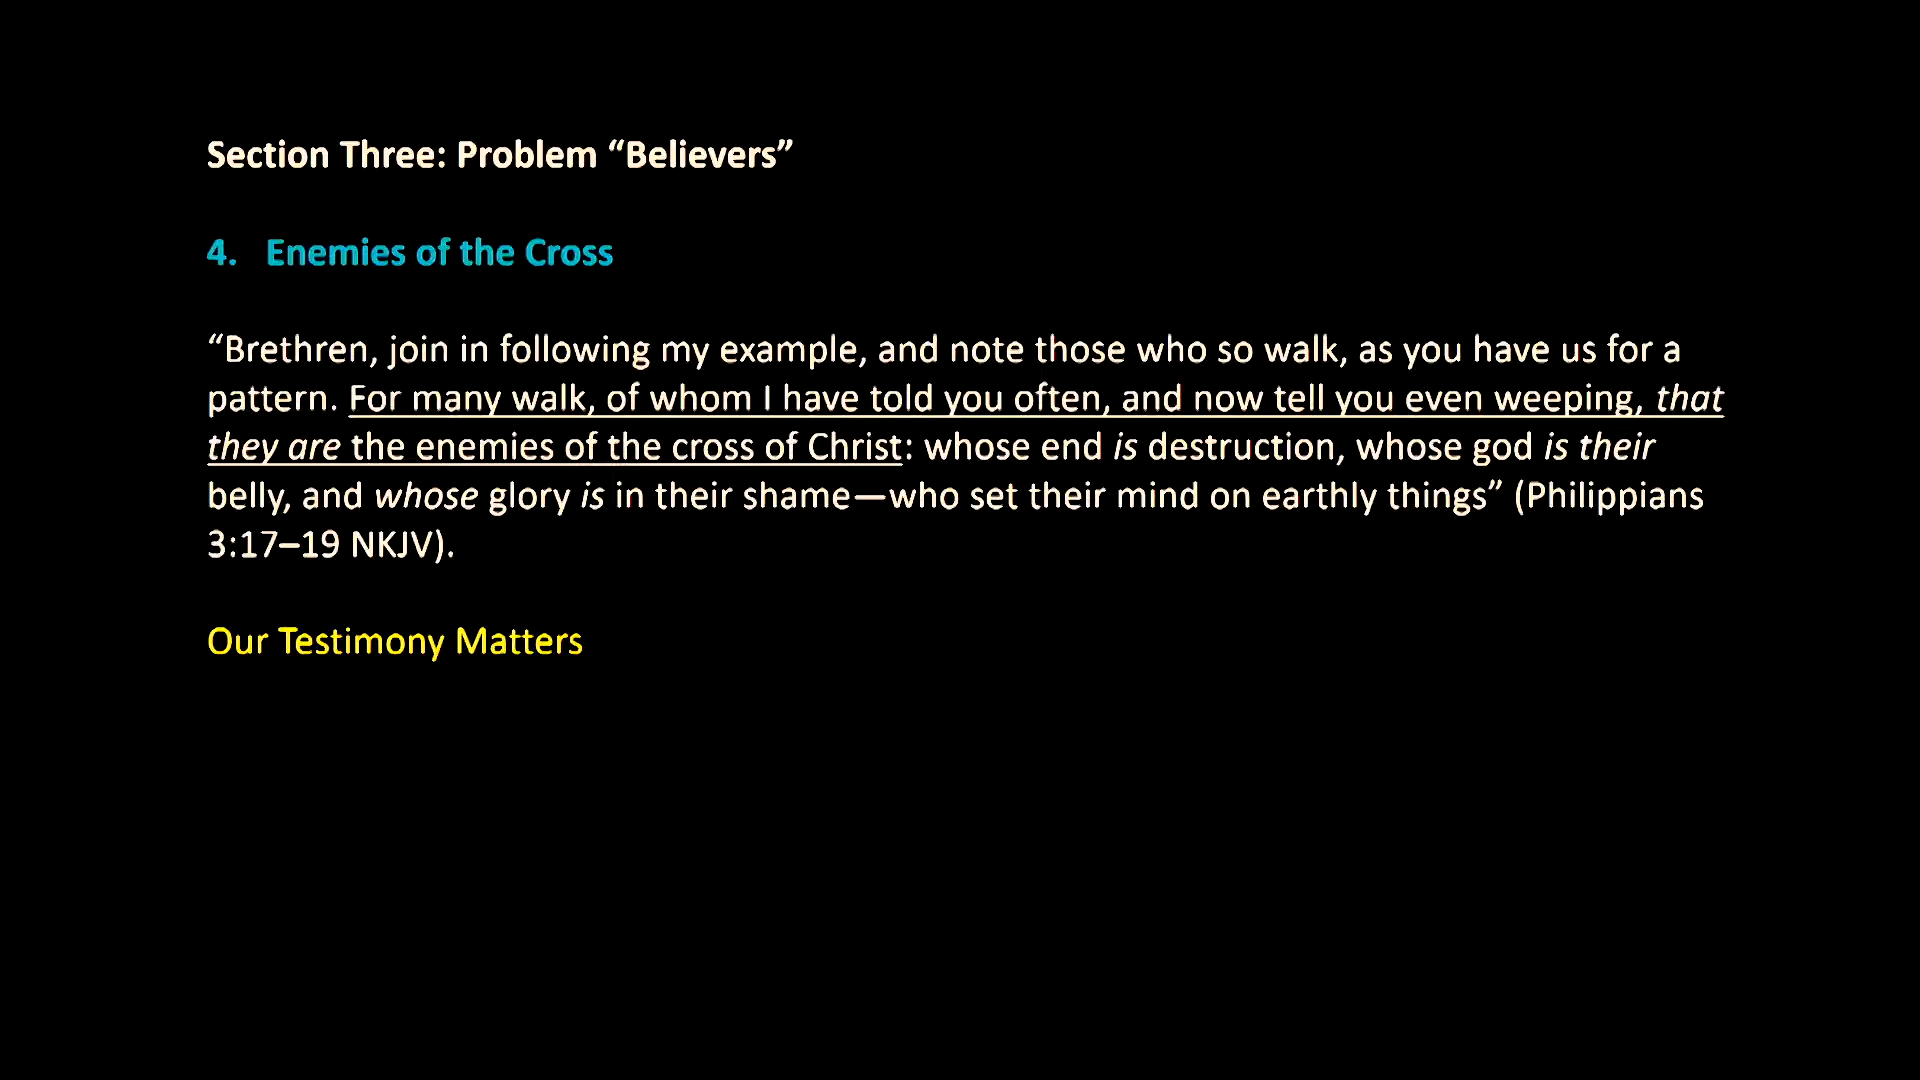 Section Three: Problem “Believers”
4. Enemies of the Cross
“Brethren, join in following my example, and note those who so walk, as you have us for a
pattern. For many walk, of whom I have told you often, and now tell you even weeping, that
they are the enemies of the cross of Christ: whose end is destruction, whose god is their
belly, and whose glory is in their shame—who set their mind on earthly things” (Philippians
3:17–19 NKJV).
Our Testimony Matters